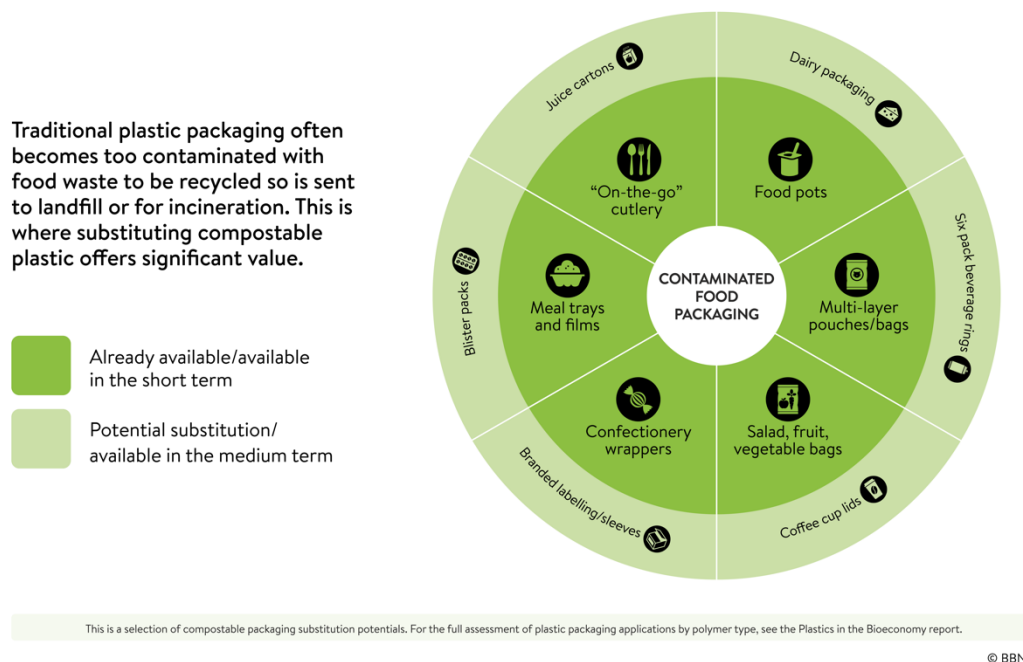 Traditional plastic packaging often
becomes too contaminated with
food waste to be recycled so is sent
to landfill or for incineration. This is
where substituting compostable
plastic offers significant value.
Already available/available
in the short term
Potential substitution/
available in the medium term
Juice cartons
Dairy packaging
Six pack beverage rings
Coffee cup lids
Branded labelling/sleeves
Blister packs
“On-the-go”
cutlery
Food pots
Multi-layer
pouches/bags
Salad, fruit,
vegetable bags
Confectionery
wrappers
Meal trays
and films
CONTAMINATED
FOOD
PACKAGING
This is a selection of compostable packaging substitution potentials. For the full assessment of plastic packaging applications by polymer type, see the Plastics in the Bioeconomy report.
© BBN